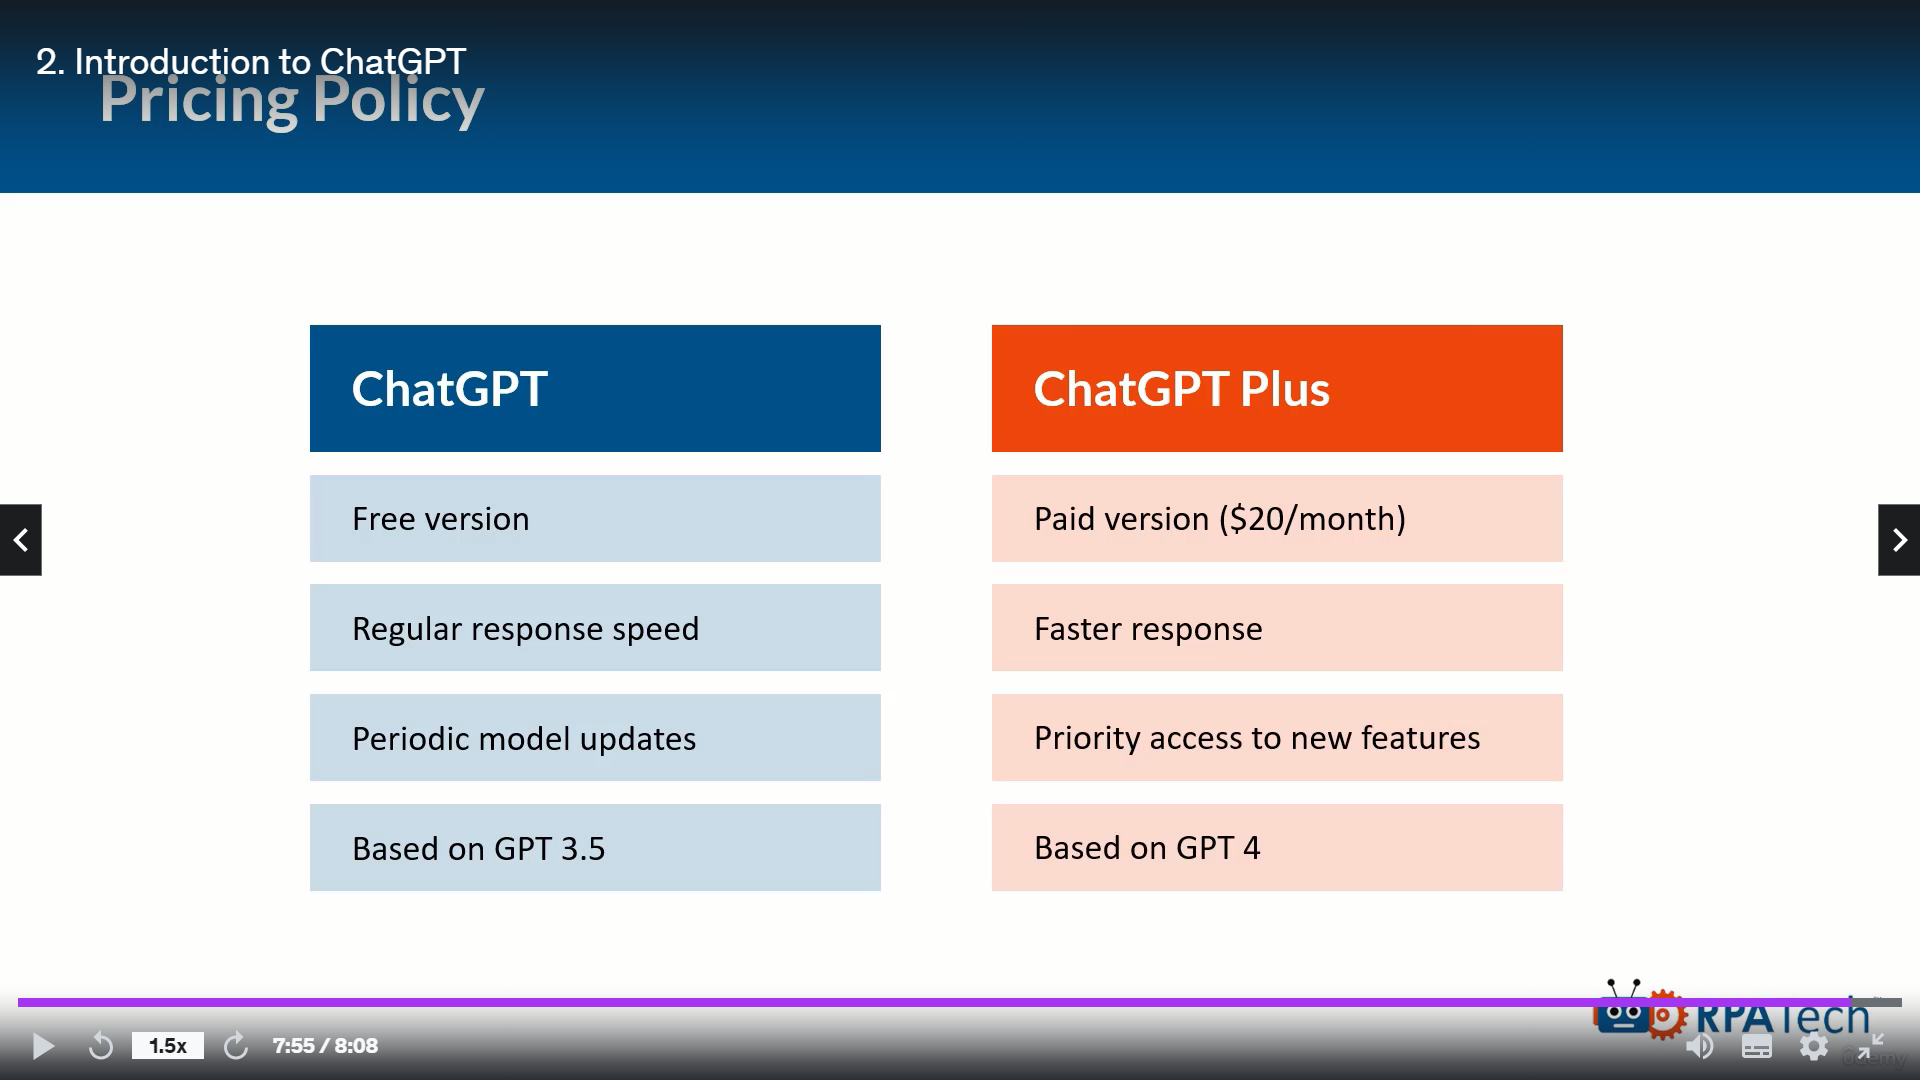 2. Introduction to ChatGPT
Pricing Policy
ChatGPT
Free version
Regular response speed
Periodic model updates
Based on GPT 3.5
ChatGPT Plus
Paid version ($20/month)
Faster response
Priority access to new features
Based on GPT 4
RPATech
1.5x
7:55 / 8:08
ûdemy